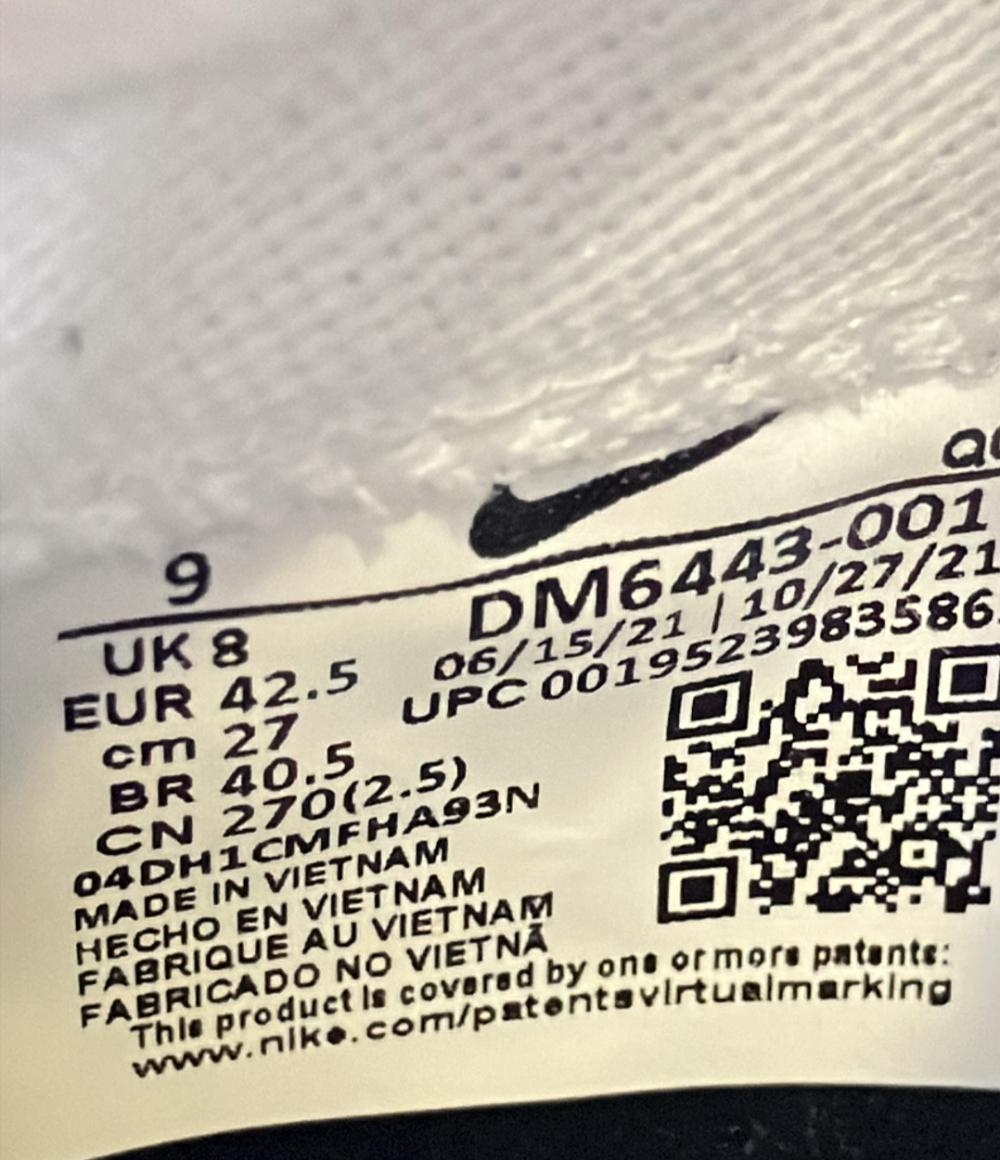 9
UK 8
EUR 42.5
cm 27
BR 40.5
CN 270(2.5)
04DH1CMFHA93N
MADE IN VIETNAM
HECHO EN VIETNAM
FABRIQUE AU VIETNAM
FABRICADO NO VIETNÃ
DM6443-001
06/15/21 | 10/27/21
UPC 0019523983586
This product is covered by one or more patents:
www.nike.com/patentsvirtualmarking